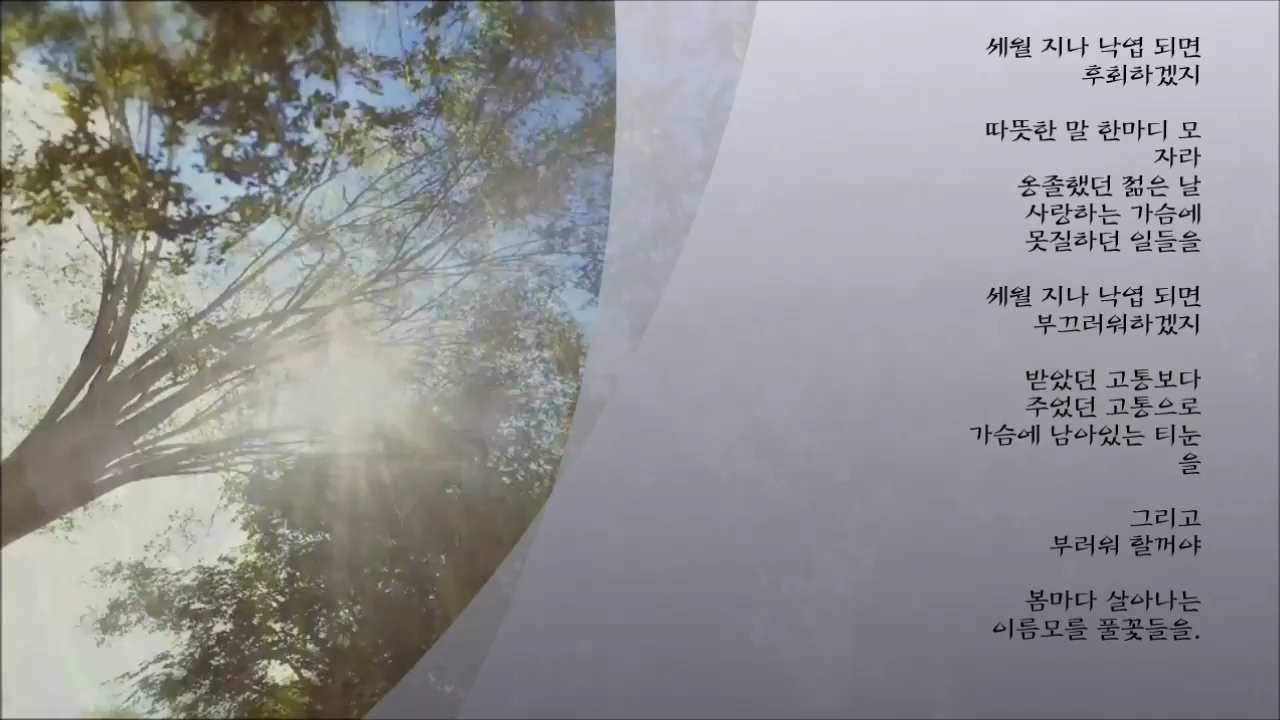 세월 지나 낙엽 되면
후회하겠지
따뜻한 말 한마디 모
자라
옹졸했던 젊은 날
사랑하는 가슴에
못질하던 일들을
세월 지나 낙엽 되면
부끄러워하겠지
받았던 고통보다
주었던 고통으로
가슴에 남아있는 티눈
을
그리고
부러워 할꺼야
봄마다 살아나는
이름모를 풀꽃들을.